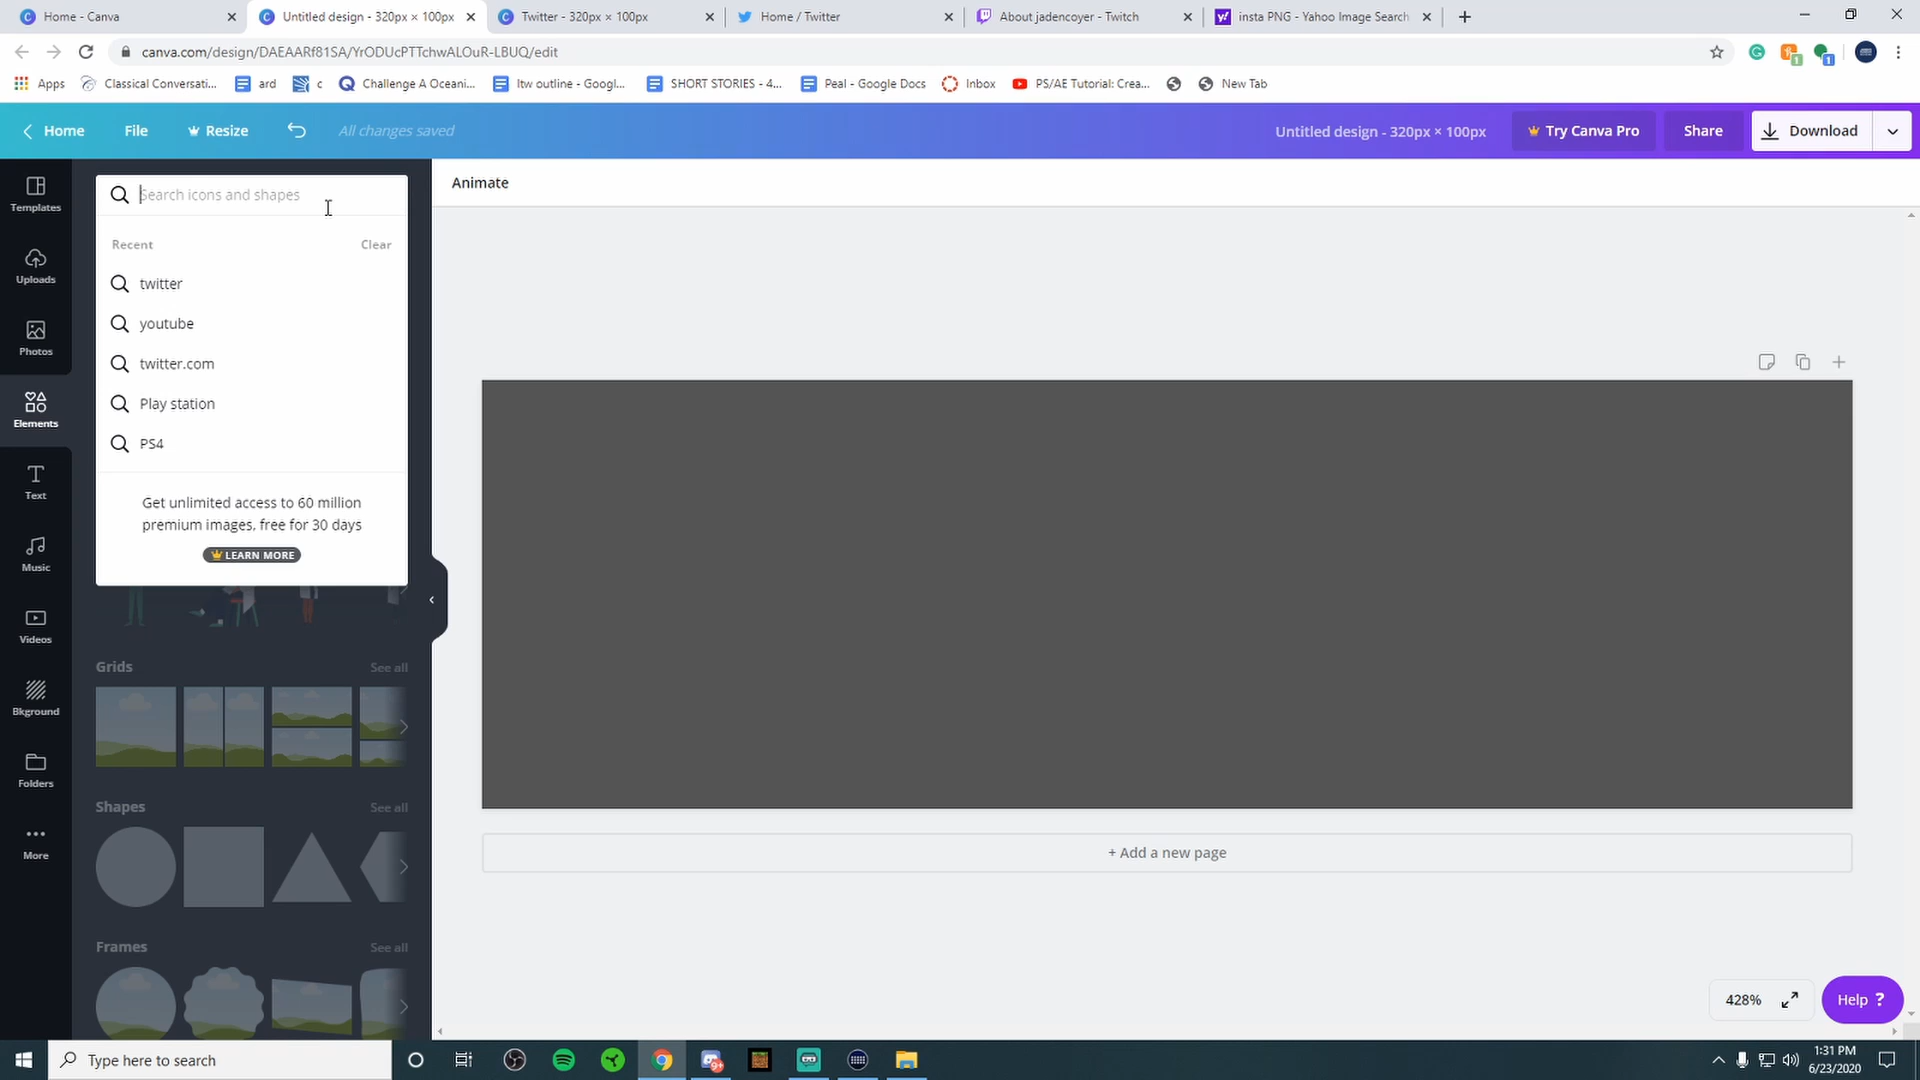 Home - Canva
Untitled design - 320px × 100px
Twitter - 320px × 100px
Home / Twitter
About jadencoyer - Twitch
insta PNG - Yahoo Image Search
canva.com/design/DAEAARf81SA/YrODUcPTTchwALOuR-LBUQ/edit
Apps
Classical Conversati...
ard
c
Challenge A Oceani...
ltw outline - Googl...
SHORT STORIES - 4...
Peal - Google Docs
Inbox
PS/AE Tutorial: Crea...
New Tab
Home
File
Resize
All changes saved
Untitled design - 320px × 100px
Try Canva Pro
Share
Download
Templates
Uploads
Photos
Elements
Text
Music
Videos
Bkground
Folders
More
Search icons and shapes
Recent
Clear
twitter
youtube
twitter.com
Play station
PS4
Get unlimited access to 60 million
premium images, free for 30 days
LEARN MORE
Grids
See all
Shapes
See all
Frames
See all
Animate
+ Add a new page
428%
Help ?
Type here to search
9+
1:31 PM
6/23/2020